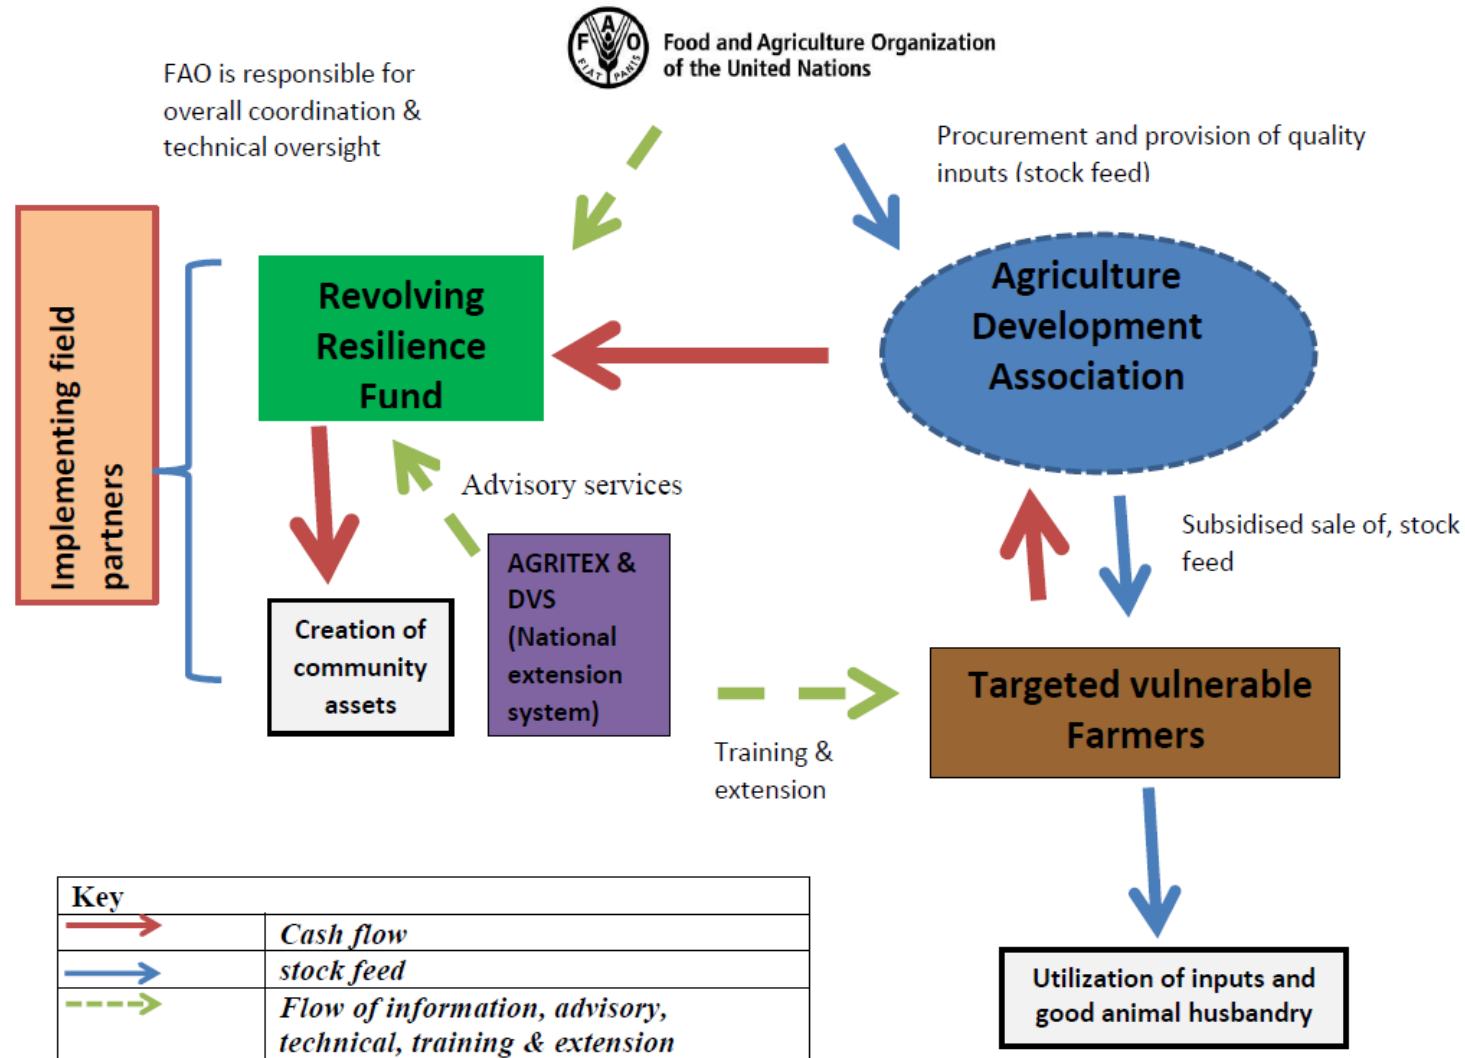 F A O
FIAT PANIS
Food and Agriculture Organization
of the United Nations
FAO is responsible for
overall coordination &
technical oversight
Procurement and provision of quality
inputs (stock feed)
Implementing field
partners
Revolving
Resilience
Fund
Agriculture
Development
Association
Advisory services
Subsidised sale of, stock
feed
AGRITEX &
DVS
(National
extension
system)
Creation of
community
assets
Targeted vulnerable
Farmers
Training &
extension
Utilization of inputs and
good animal husbandry
Key
Cash flow
stock feed
Flow of information, advisory,
technical, training & extension